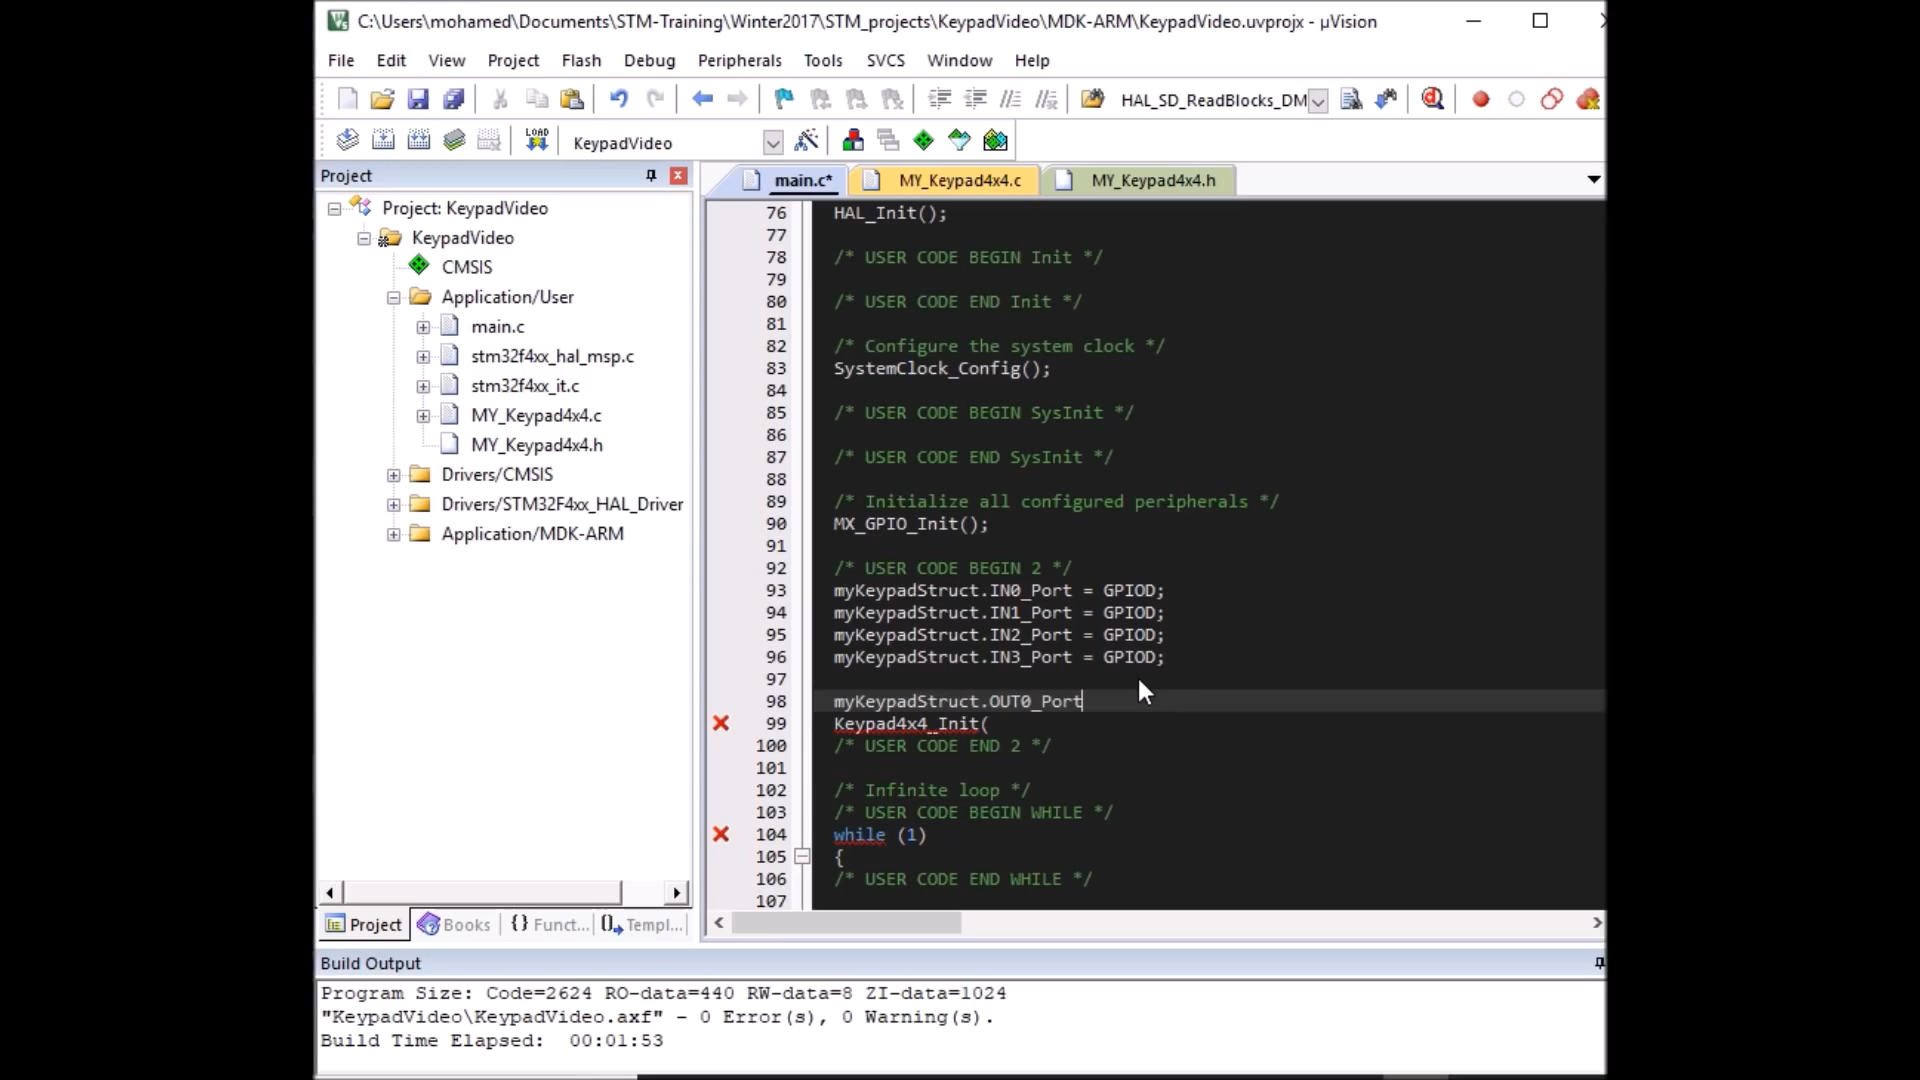 C:\Users\mohamed\Documents\STM-Training\Winter2017\STM_projects\KeypadVideo\MDK-ARM\KeypadVideo.uvprojx - µVision
File Edit View Project Flash Debug Peripherals Tools SVCS Window Help
HAL_SD_ReadBlocks_DM
LOAD KeypadVideo
Project
main.c* MY_Keypad4x4.c MY_Keypad4x4.h
Project: KeypadVideo
KeypadVideo
CMSIS
Application/User
main.c
stm32f4xx_hal_msp.c
stm32f4xx_it.c
MY_Keypad4x4.c
MY_Keypad4x4.h
Drivers/CMSIS
Drivers/STM32F4xx_HAL_Driver
Application/MDK-ARM
76 HAL_Init();
77
78 /* USER CODE BEGIN Init */
79
80 /* USER CODE END Init */
81
82 /* Configure the system clock */
83 SystemClock_Config();
84
85 /* USER CODE BEGIN SysInit */
86
87 /* USER CODE END SysInit */
88
89 /* Initialize all configured peripherals */
90 MX_GPIO_Init();
91
92 /* USER CODE BEGIN 2 */
93 myKeypadStruct.IN0_Port = GPIOD;
94 myKeypadStruct.IN1_Port = GPIOD;
95 myKeypadStruct.IN2_Port = GPIOD;
96 myKeypadStruct.IN3_Port = GPIOD;
97
98 myKeypadStruct.OUT0_Port
99 Keypad4x4_Init(
100 /* USER CODE END 2 */
101
102 /* Infinite loop */
103 /* USER CODE BEGIN WHILE */
104 while (1)
105 {
106 /* USER CODE END WHILE */
107
Project Books {} Funct... Templ...
Build Output
Program Size: Code=2624 RO-data=440 RW-data=8 ZI-data=1024
"KeypadVideo\KeypadVideo.axf" - 0 Error(s), 0 Warning(s).
Build Time Elapsed: 00:01:53